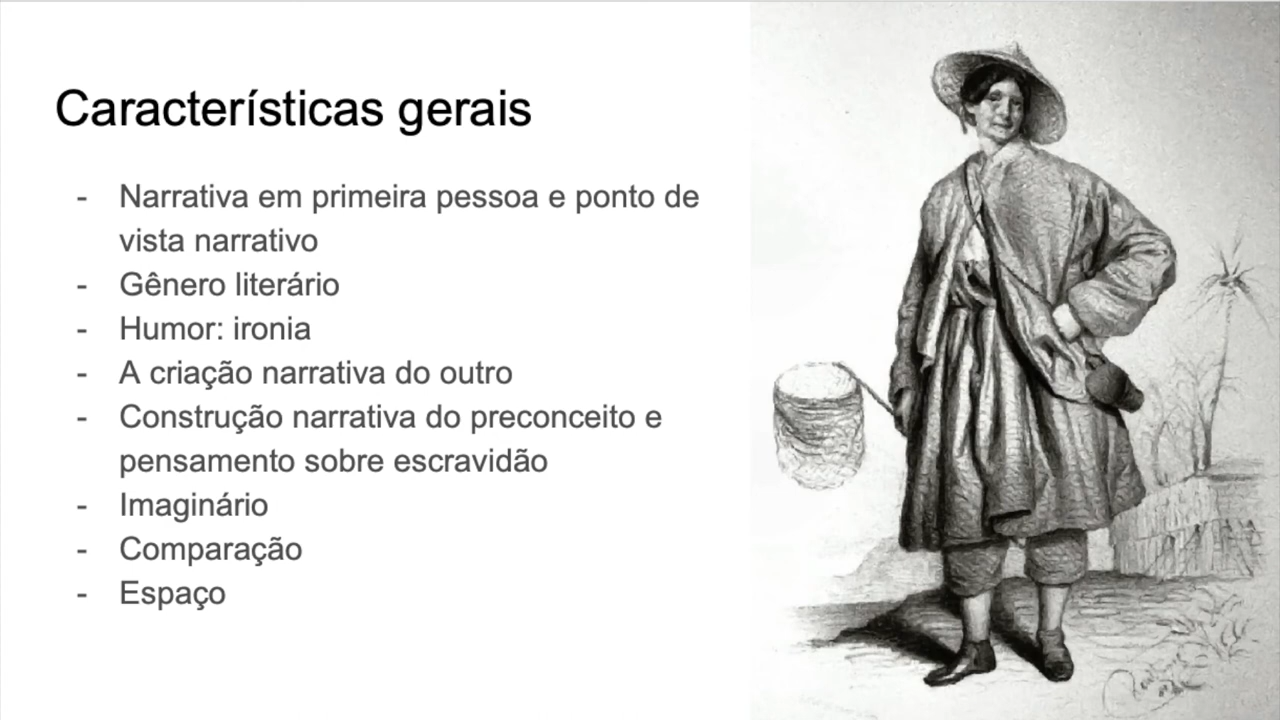 Características gerais
- Narrativa em primeira pessoa e ponto de
vista narrativo
- Gênero literário
- Humor: ironia
- A criação narrativa do outro
- Construção narrativa do preconceito e
pensamento sobre escravidão
- Imaginário
- Comparação
- Espaço